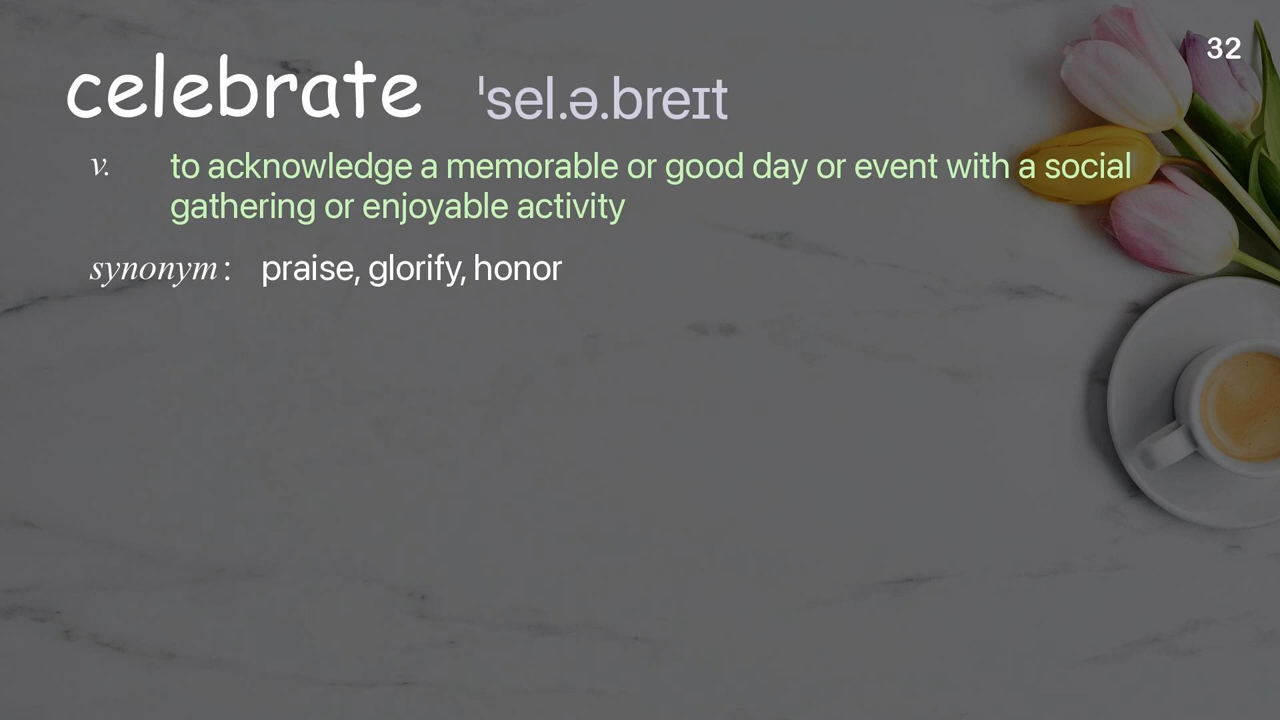 32
celebrate ˈsel.ə.breɪt
v. to acknowledge a memorable or good day or event with a social
gathering or enjoyable activity
synonym : praise, glorify, honor